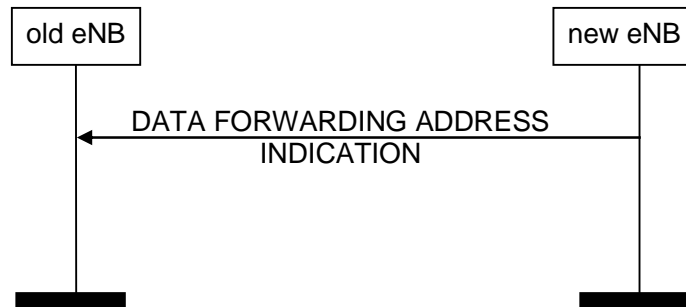 old eNB
new eNB
DATA FORWARDING ADDRESS
INDICATION